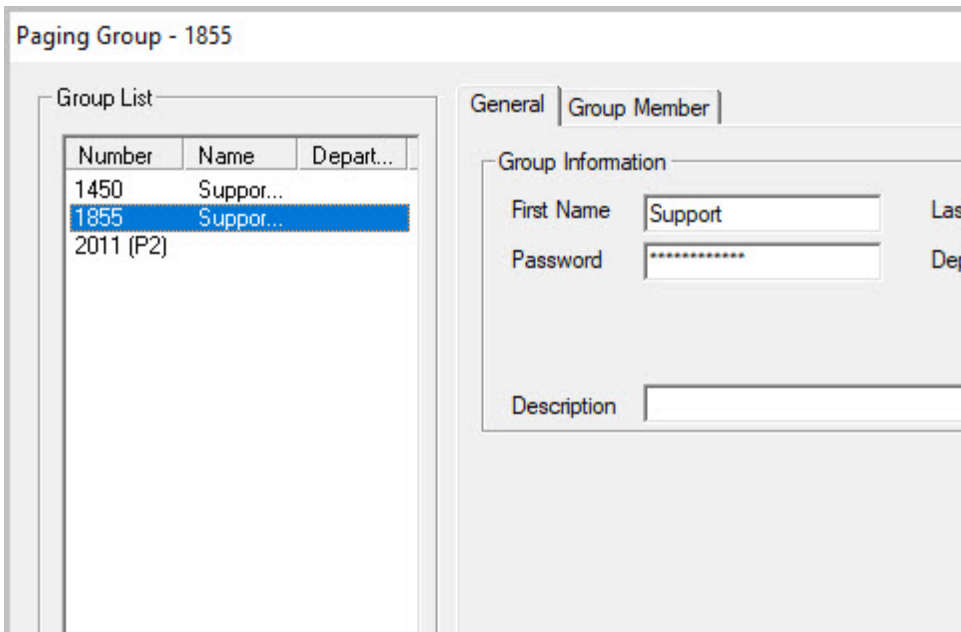 Paging Group - 1855
Group List
Number Name Depart...
1450 Suppor...
1855 Suppor...
2011 (P2)
General Group Member
Group Information
First Name Support Las
Password ************ Dep
Description